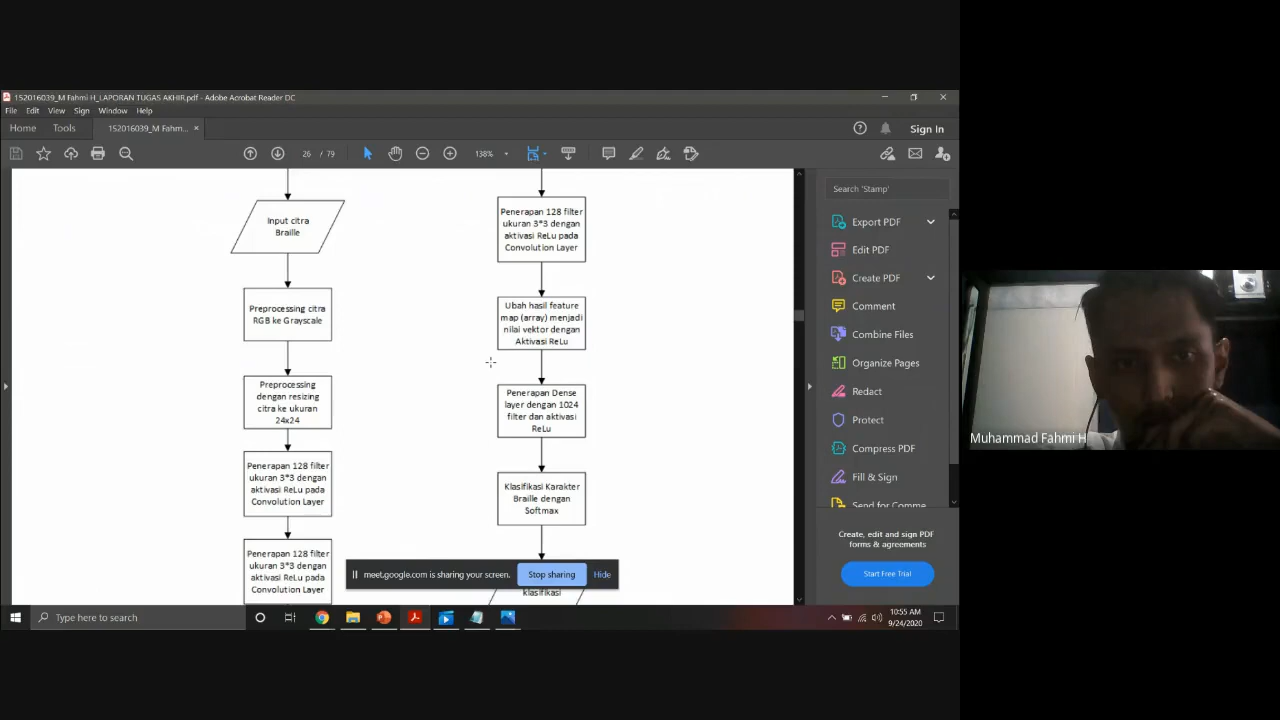 152016039_M Fahmi H_LAPORAN TUGAS AKHIR.pdf - Adobe Acrobat Reader DC
File Edit View Sign Window Help
Home Tools 152016039_M Fahm... × Sign In
26 / 79 138%
Input citra
Braille
Preprocessing citra
RGB ke Grayscale
Preprocessing
dengan resizing
citra ke ukuran
24x24
Penerapan 128 filter
ukuran 3*3 dengan
aktivasi ReLu pada
Convolution Layer
Penerapan 128 filter
ukuran 3*3 dengan
aktivasi ReLu pada
Convolution Layer
Penerapan 128 filter
ukuran 3*3 dengan
aktivasi ReLu pada
Convolution Layer
Ubah hasil feature
map (array) menjadi
nilai vektor dengan
Aktivasi ReLu
Penerapan Dense
layer dengan 1024
filter dan aktivasi
ReLu
Klasifikasi Karakter
Braille dengan
Softmax
klasifikasi
Search 'Stamp'
Export PDF
Edit PDF
Create PDF
Comment
Combine Files
Organize Pages
Redact
Protect
Compress PDF
Fill & Sign
Send for Comme
Create, edit and sign PDF
forms & agreements
Start Free Trial
meet.google.com is sharing your screen. Stop sharing Hide
Type here to search
10:55 AM
9/24/2020
Muhammad Fahmi H